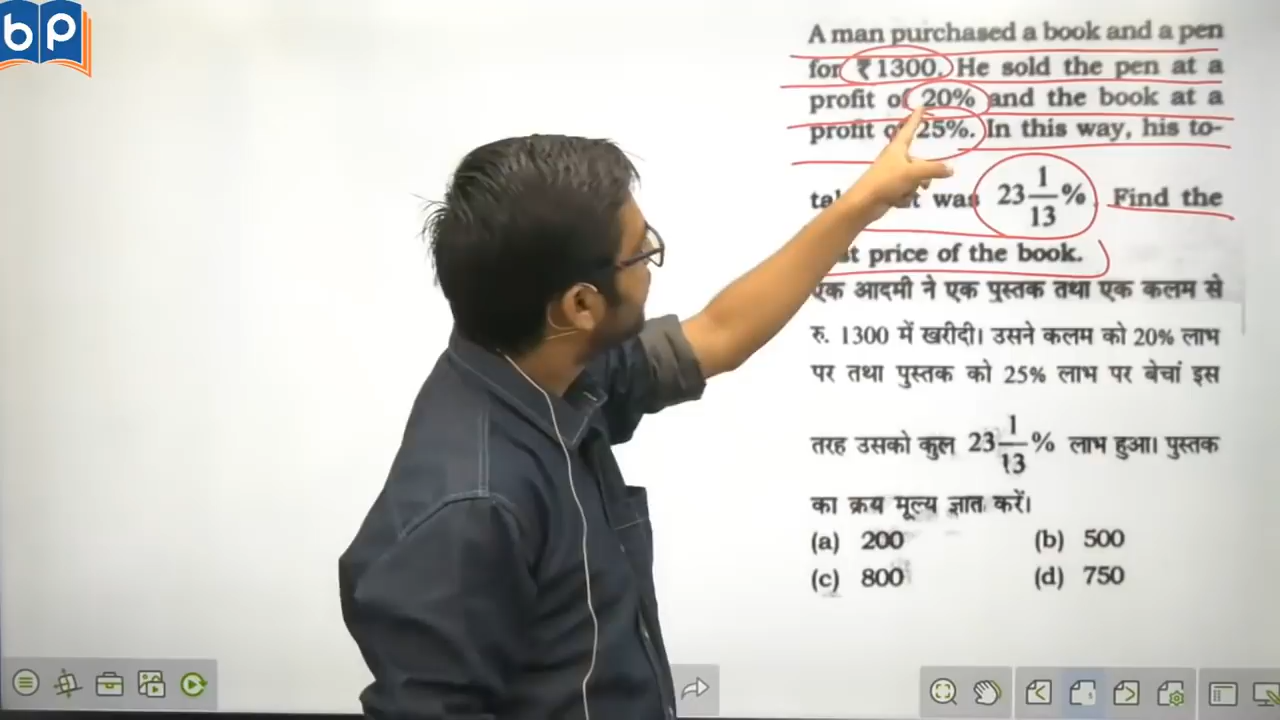 bp
A man purchased a book and a pen
for ₹1300. He sold the pen at a
profit of 20% and the book at a
profit 25%. In this way, his to-
was 23 1/13 %. Find the
price of the book.
एक आदमी ने एक पुस्तक तथा एक कलम से
रु. 1300 में खरीदी। उसने कलम को 20% लाभ
पर तथा पुस्तक को 25% लाभ पर बेचां इस
तरह उसको कुल 23 1/13 % लाभ हुआ। पुस्तक
का क्रय मूल्य ज्ञात करें।
(a) 200 (b) 500
(c) 800 (d) 750